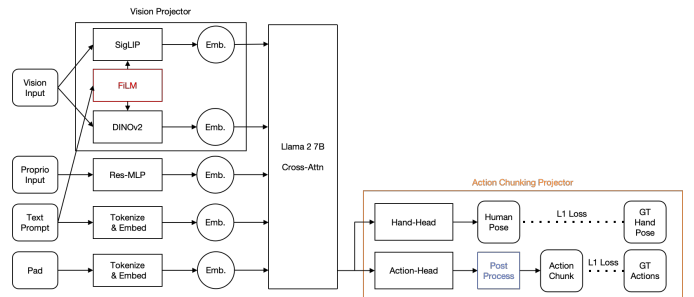 Vision Projector
SigLIP
Emb.
Vision
Input
FiLM
DINOv2
Emb.
Llama 2 7B
Cross-Attn
Proprio
Input
Res-MLP
Emb.
Action Chunking Projector
Text
Prompt
Tokenize
& Embed
Emb.
Hand-Head
Human
Pose
L1 Loss
GT
Hand
Pose
Pad
Tokenize
& Embed
Emb.
Action-Head
Post
Process
Action
Chunk
L1 Loss
GT
Actions